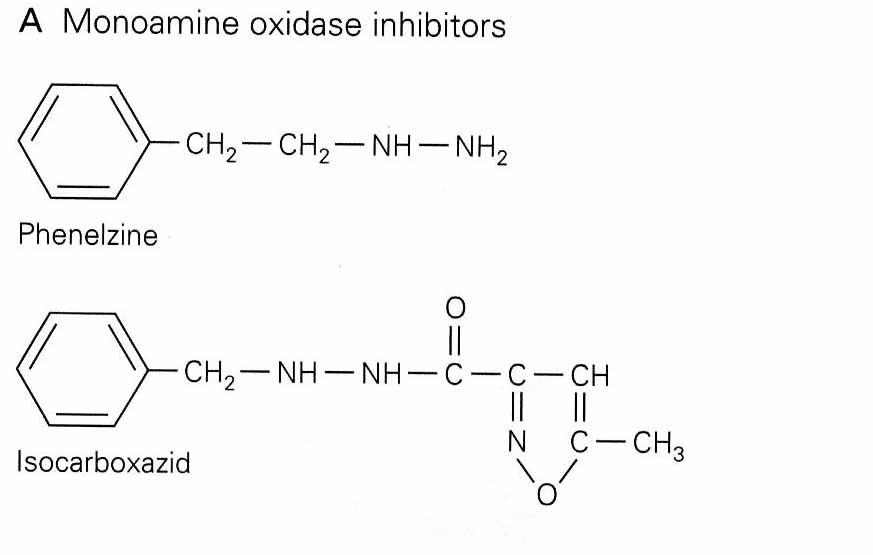 A Monoamine oxidase inhibitors
CH₂—CH₂—NH—NH₂
Phenelzine
O
CH₂—NH—NH—C—C—CH
N C—CH₃
O
Isocarboxazid